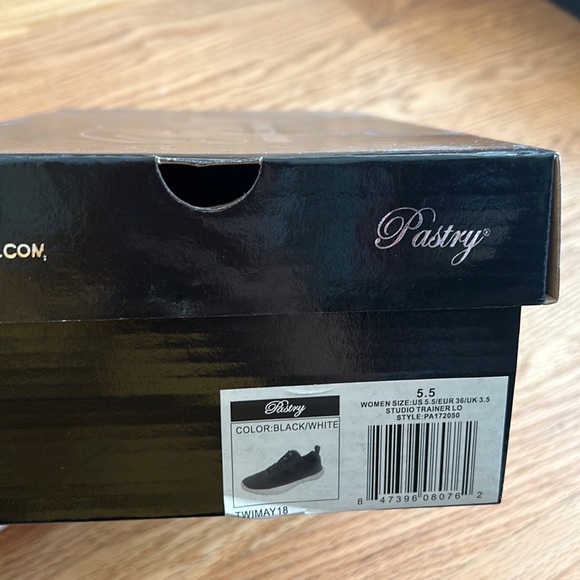 .COM
Pastry®
Pastry
COLOR:BLACK/WHITE
TWIMAY18
5.5
WOMEN SIZE:US 5.5/EUR 36/UK 3.5
STUDIO TRAINER LO
STYLE:PA172050
8 47396 08076 2